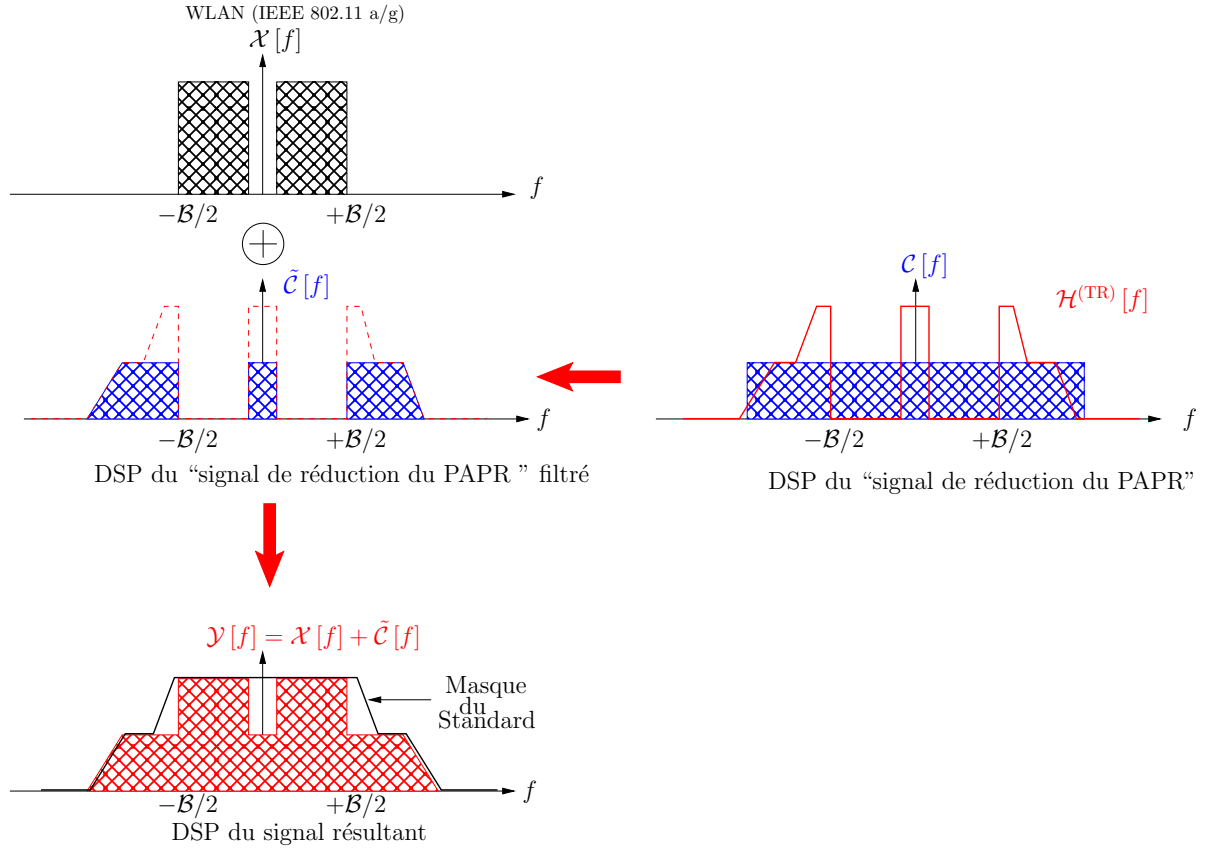 WLAN (IEEE 802.11 a/g)
𝒳 [f]
f
−ℬ/2
+ℬ/2
+
𝒞̃ [f]
f
−ℬ/2
+ℬ/2
DSP du “signal de réduction du PAPR ” filtré
𝒞 [f]
ℋ^(TR) [f]
f
−ℬ/2
+ℬ/2
DSP du “signal de réduction du PAPR”
𝒴 [f] = 𝒳 [f] + 𝒞̃ [f]
Masque
du
Standard
f
−ℬ/2
+ℬ/2
DSP du signal résultant